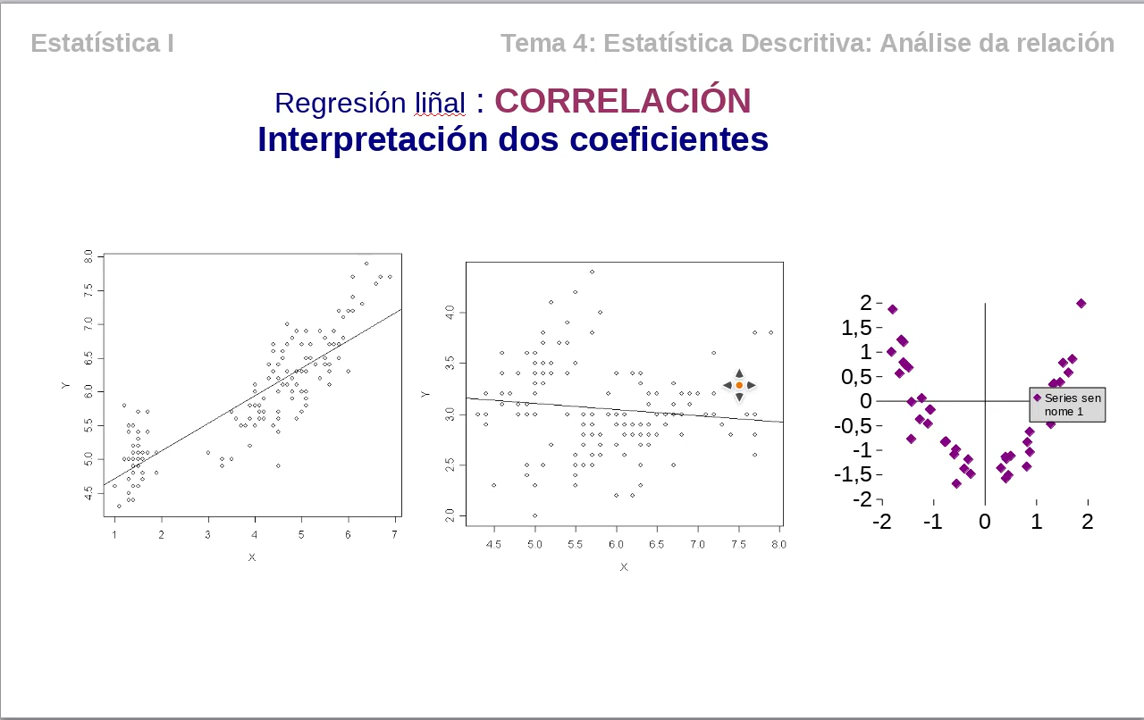 Estatística I
Tema 4: Estatística Descritiva: Análise da relación
Regresión liñal : CORRELACIÓN
Interpretación dos coeficientes
8.0
7.5
7.0
6.5
6.0
5.5
5.0
4.5
Y
1 2 3 4 5 6 7
X
4.0
3.5
3.0
2.5
2.0
Y
4.5 5.0 5.5 6.0 6.5 7.0 7.5 8.0
X
2
1,5
1
0,5
0
-0,5
-1
-1,5
-2
-2 -1 0 1 2
Series sen
nome 1